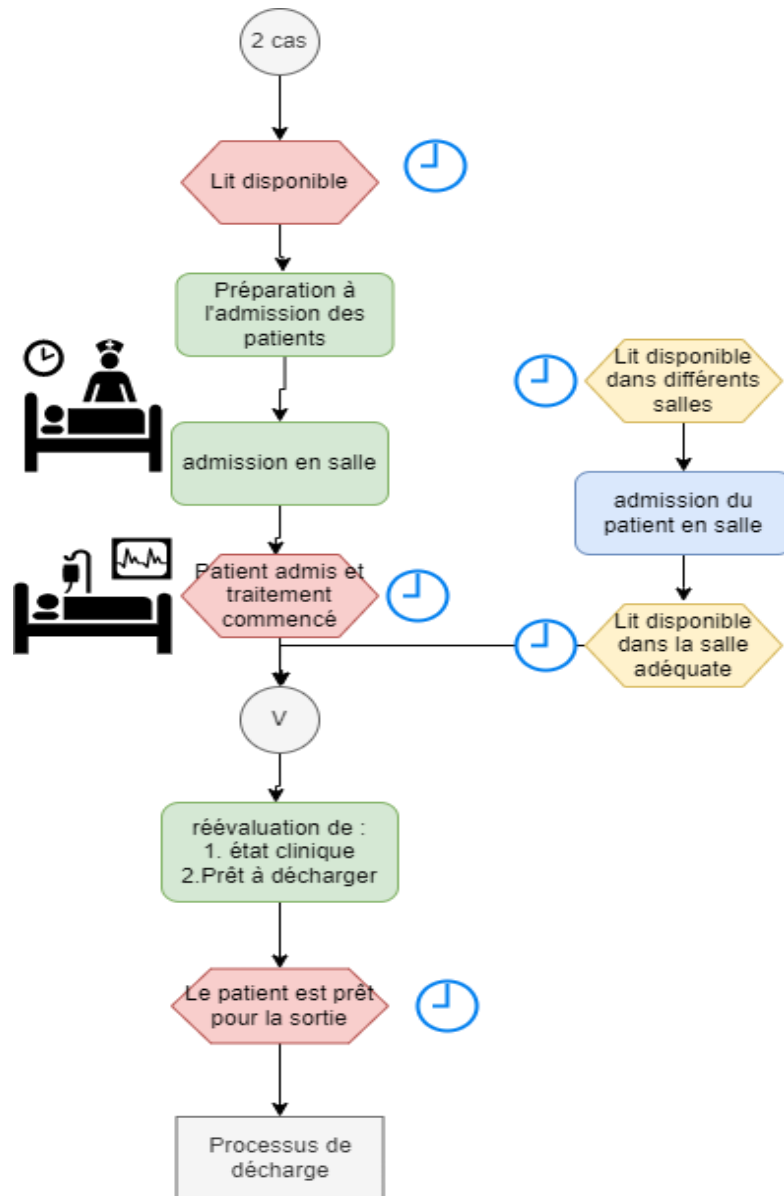 2 cas
Lit disponible
Préparation à
l'admission des
patients
Lit disponible
dans différents
salles
admission en salle
admission du
patient en salle
Patient admis et
traitement
commencé
Lit disponible
dans la salle
adéquate
V
réévaluation de :
1. état clinique
2.Prêt à décharger
Le patient est prêt
pour la sortie
Processus de
décharge